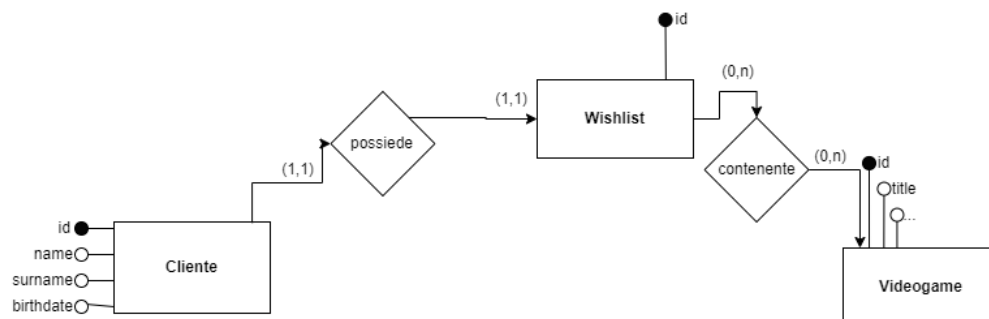 id
(0,n)
(1,1)
Wishlist
possiede
(1,1)
contenente
(0,n)
id
title
...
id
name
surname
birthdate
Cliente
Videogame